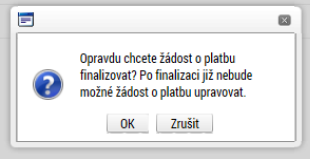 Opravdu chcete žádost o platbu
finalizovat? Po finalizaci již nebude
možné žádost o platbu upravovat.
OK
Zrušit